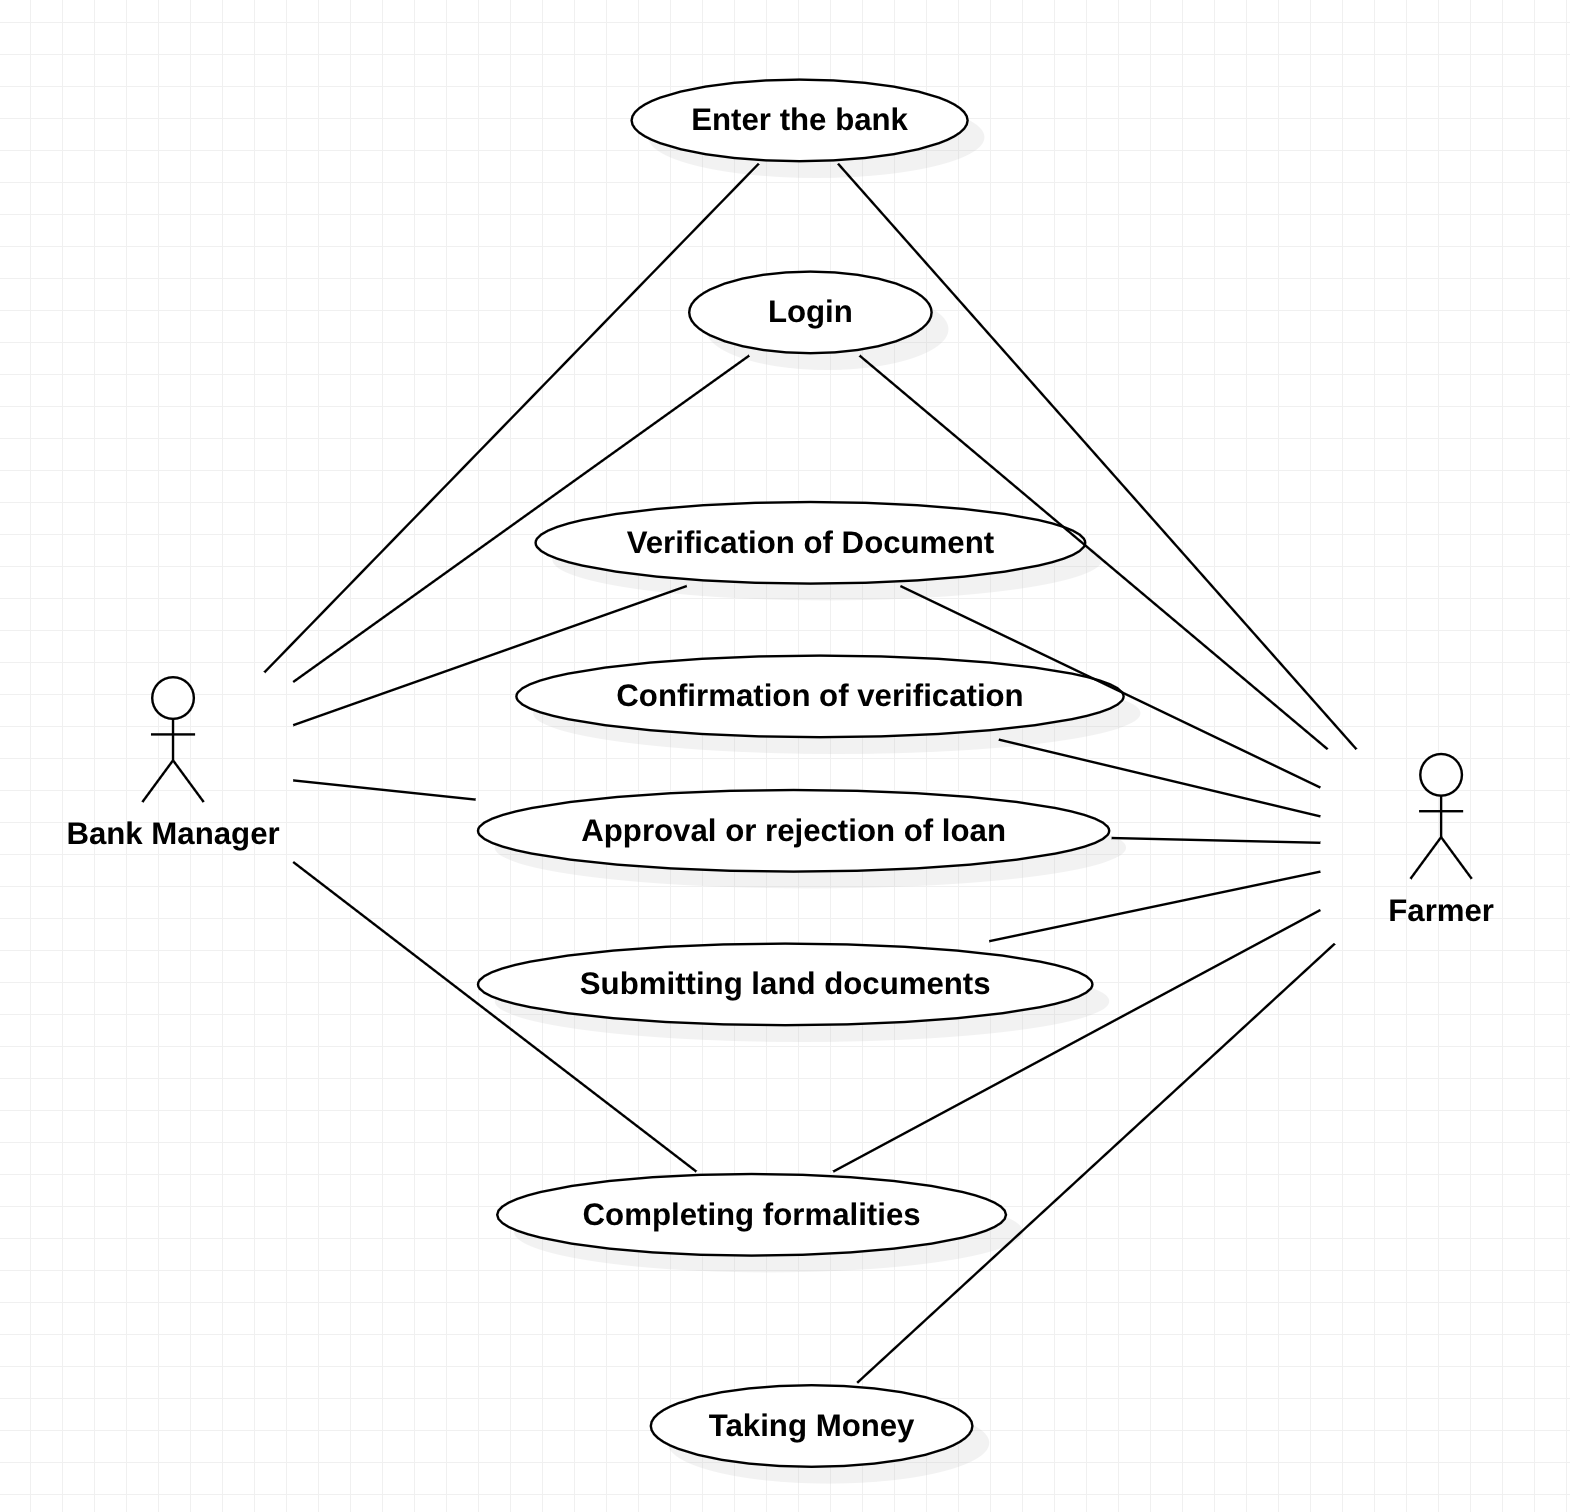 Enter the bank
Login
Verification of Document
Confirmation of verification
Bank Manager
Approval or rejection of loan
Farmer
Submitting land documents
Completing formalities
Taking Money